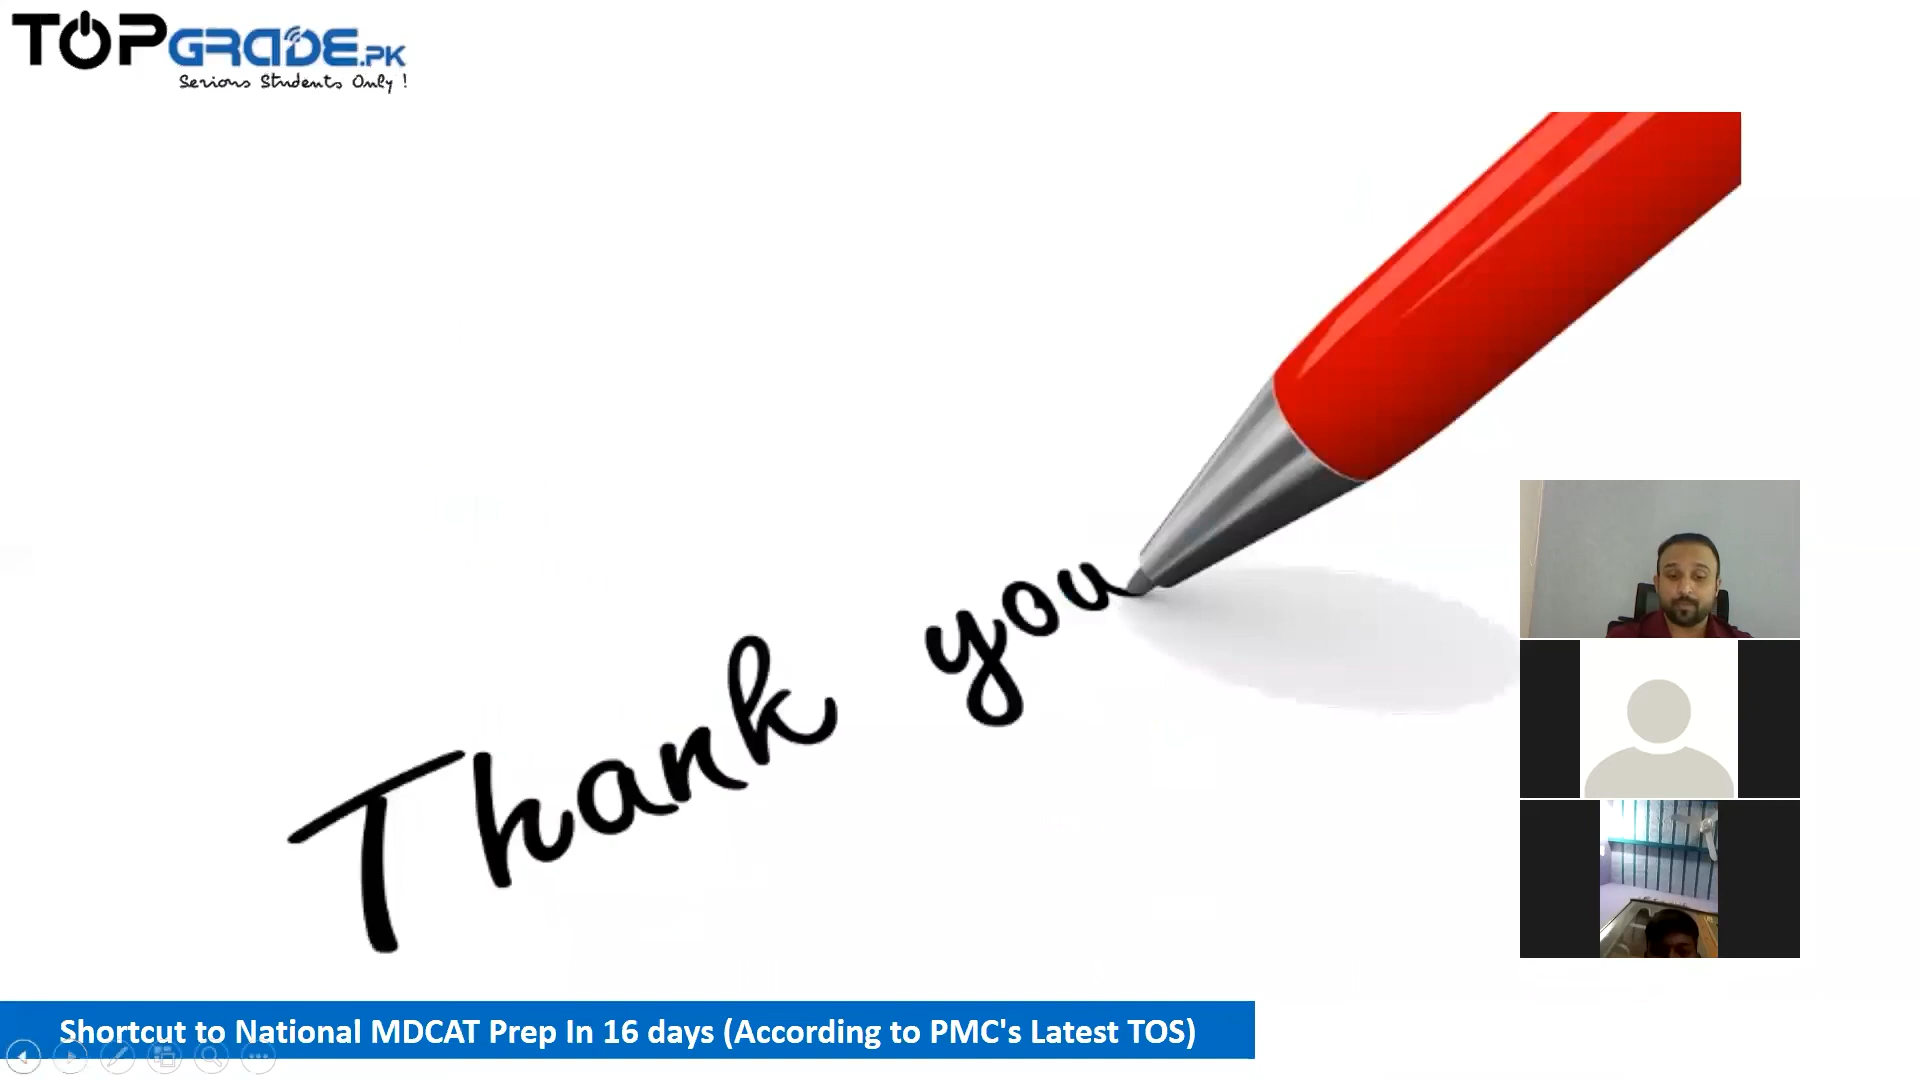 TOPGRADE.PK
Serious Students Only !
Thank you
Shortcut to National MDCAT Prep In 16 days (According to PMC's Latest TOS)